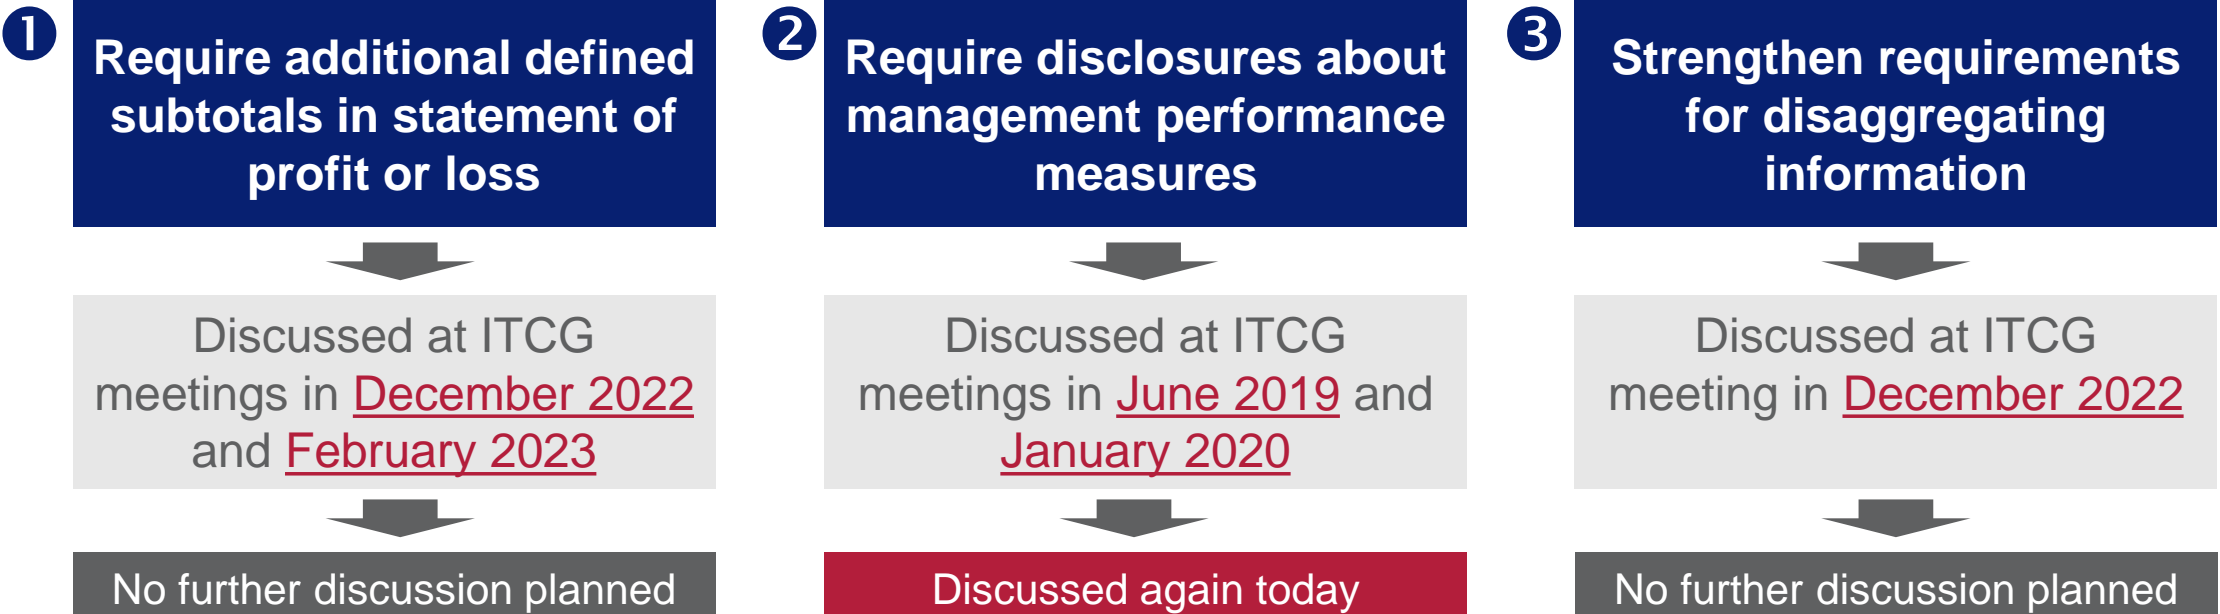 1
Require additional defined
subtotals in statement of
profit or loss
Discussed at ITCG
meetings in December 2022
and February 2023
No further discussion planned
2
Require disclosures about
management performance
measures
Discussed at ITCG
meetings in June 2019 and
January 2020
Discussed again today
3
Strengthen requirements
for disaggregating
information
Discussed at ITCG
meeting in December 2022
No further discussion planned